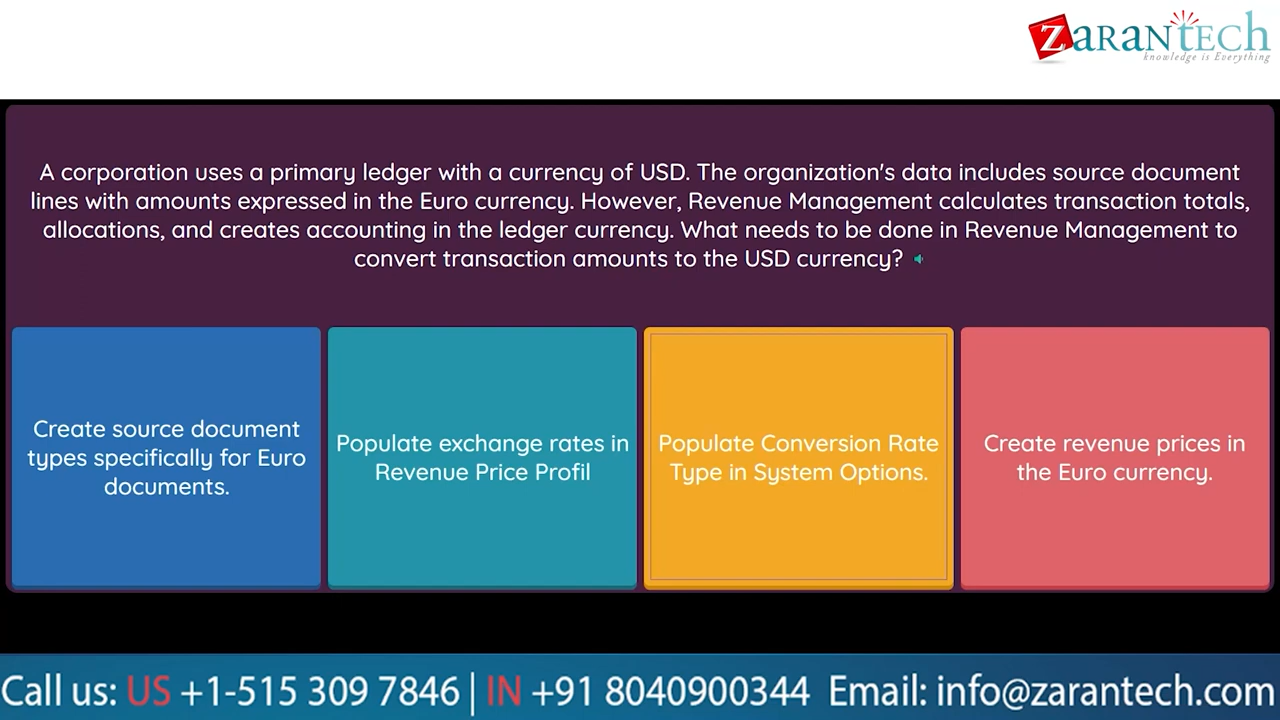 ZARANTECH
knowledge is Everything
A corporation uses a primary ledger with a currency of USD. The organization's data includes source document
lines with amounts expressed in the Euro currency. However, Revenue Management calculates transaction totals,
allocations, and creates accounting in the ledger currency. What needs to be done in Revenue Management to
convert transaction amounts to the USD currency?
Create source document
types specifically for Euro
documents.
Populate exchange rates in
Revenue Price Profil
Populate Conversion Rate
Type in System Options.
Create revenue prices in
the Euro currency.
Call us: US +1-515 309 7846 | IN +91 8040900344 Email: info@zarantech.com